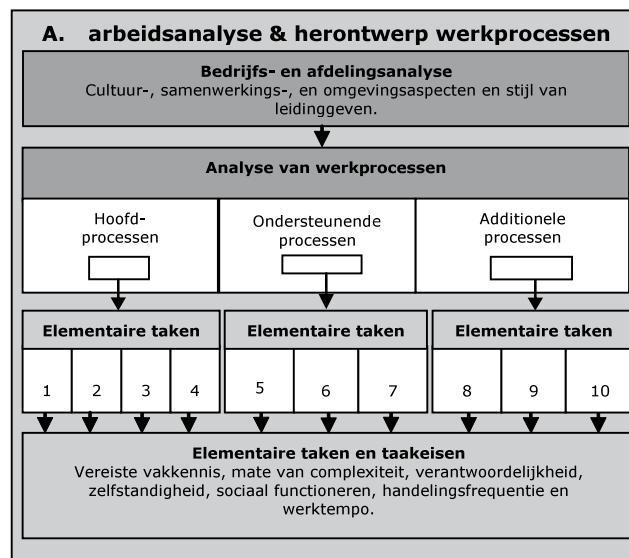 A. arbeidsanalyse & herontwerp werkprocessen
Bedrijfs- en afdelingsanalyse
Cultuur-, samenwerkings-, en omgevingsaspecten en stijl van
leidinggeven.
Analyse van werkprocessen
Hoofd-
processen
Ondersteunende
processen
Additionele
processen
Elementaire taken
Elementaire taken
Elementaire taken
1 2 3 4 5 6 7 8 9 10
Elementaire taken en taakeisen
Vereiste vakkennis, mate van complexiteit, verantwoordelijkheid,
zelfstandigheid, sociaal functioneren, handelingsfrequentie en
werktempo.